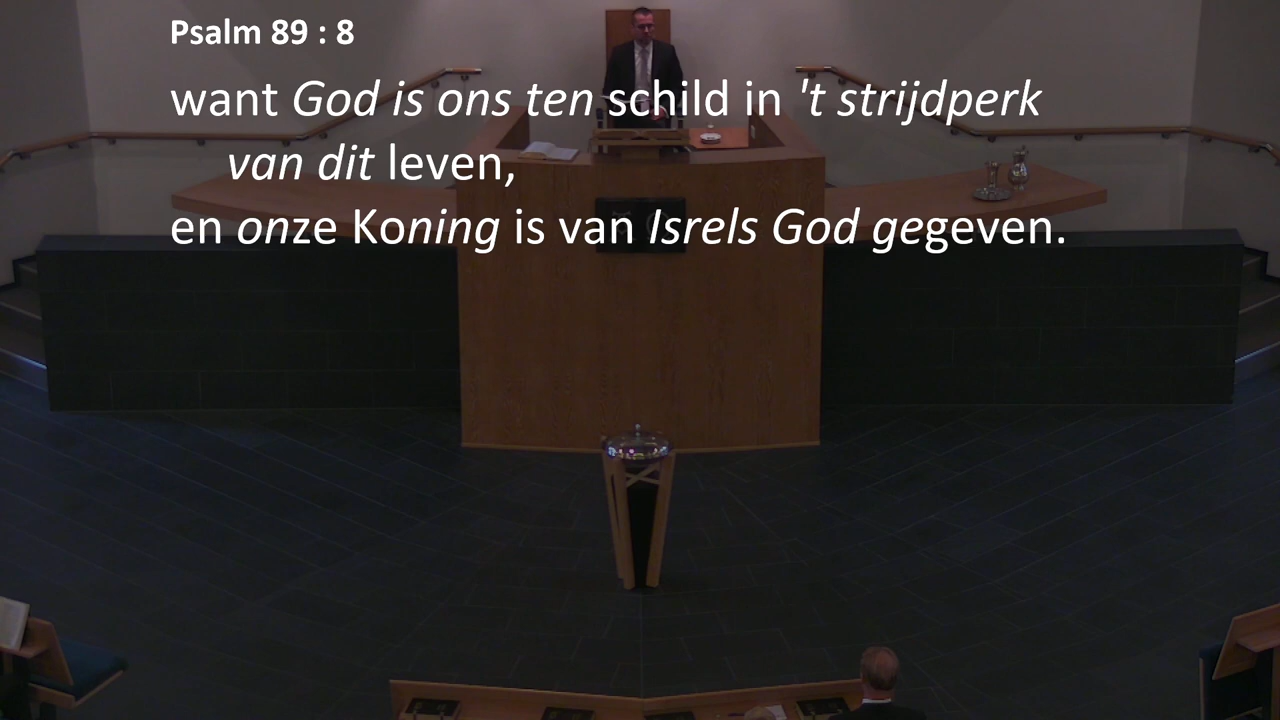 Psalm 89 : 8
want God is ons ten schild in 't strijdperk
van dit leven,
en onze Koning is van Isrels God gegeven.